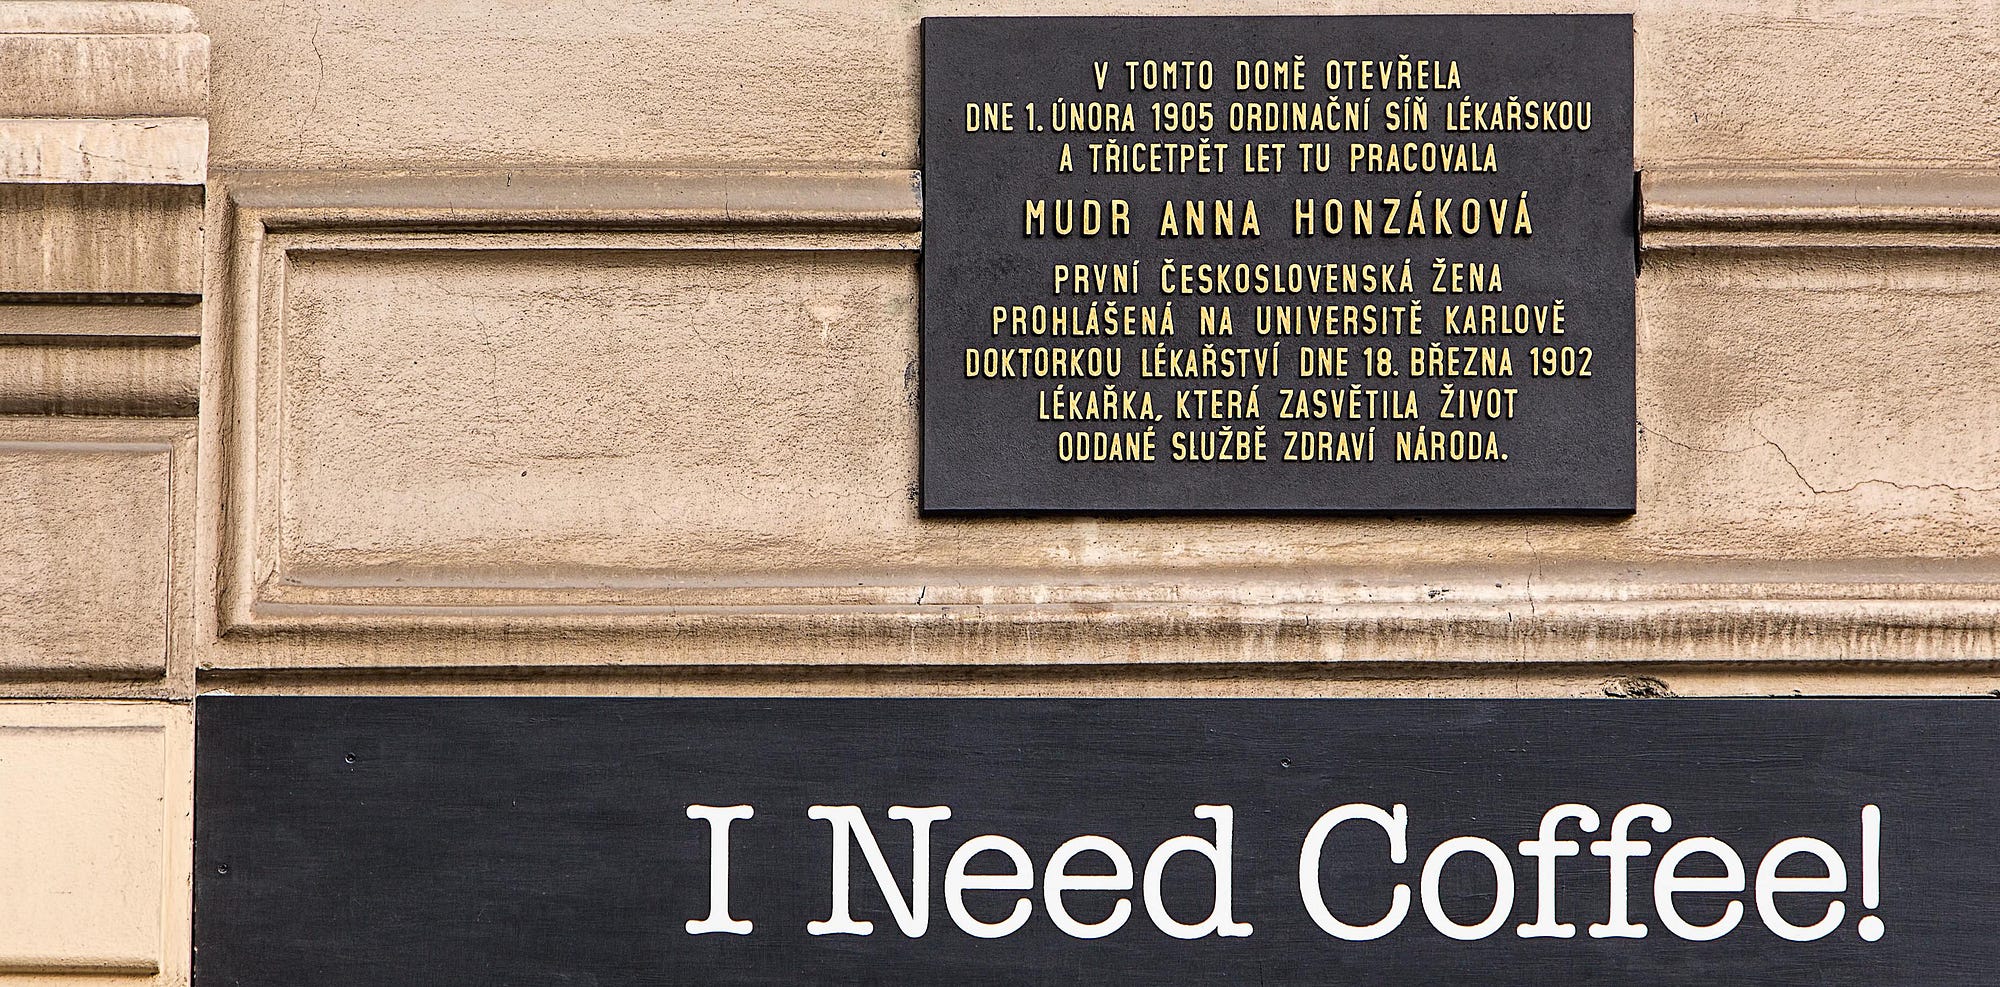 V TOMTO DOMĚ OTEVŘELA
DNE 1. ÚNORA 1905 ORDINAČNÍ SÍŇ LÉKAŘSKOU
A TŘICETPĚT LET TU PRACOVALA
MUDR ANNA HONZÁKOVÁ
PRVNÍ ČESKOSLOVENSKÁ ŽENA
PROHLÁŠENÁ NA UNIVERSITĚ KARLOVĚ
DOKTORKOU LÉKAŘSTVÍ DNE 18. BŘEZNA 1902
LÉKAŘKA, KTERÁ ZASVĚTILA ŽIVOT
ODDANÉ SLUŽBĚ ZDRAVÍ NÁRODA.
I Need Coffee!